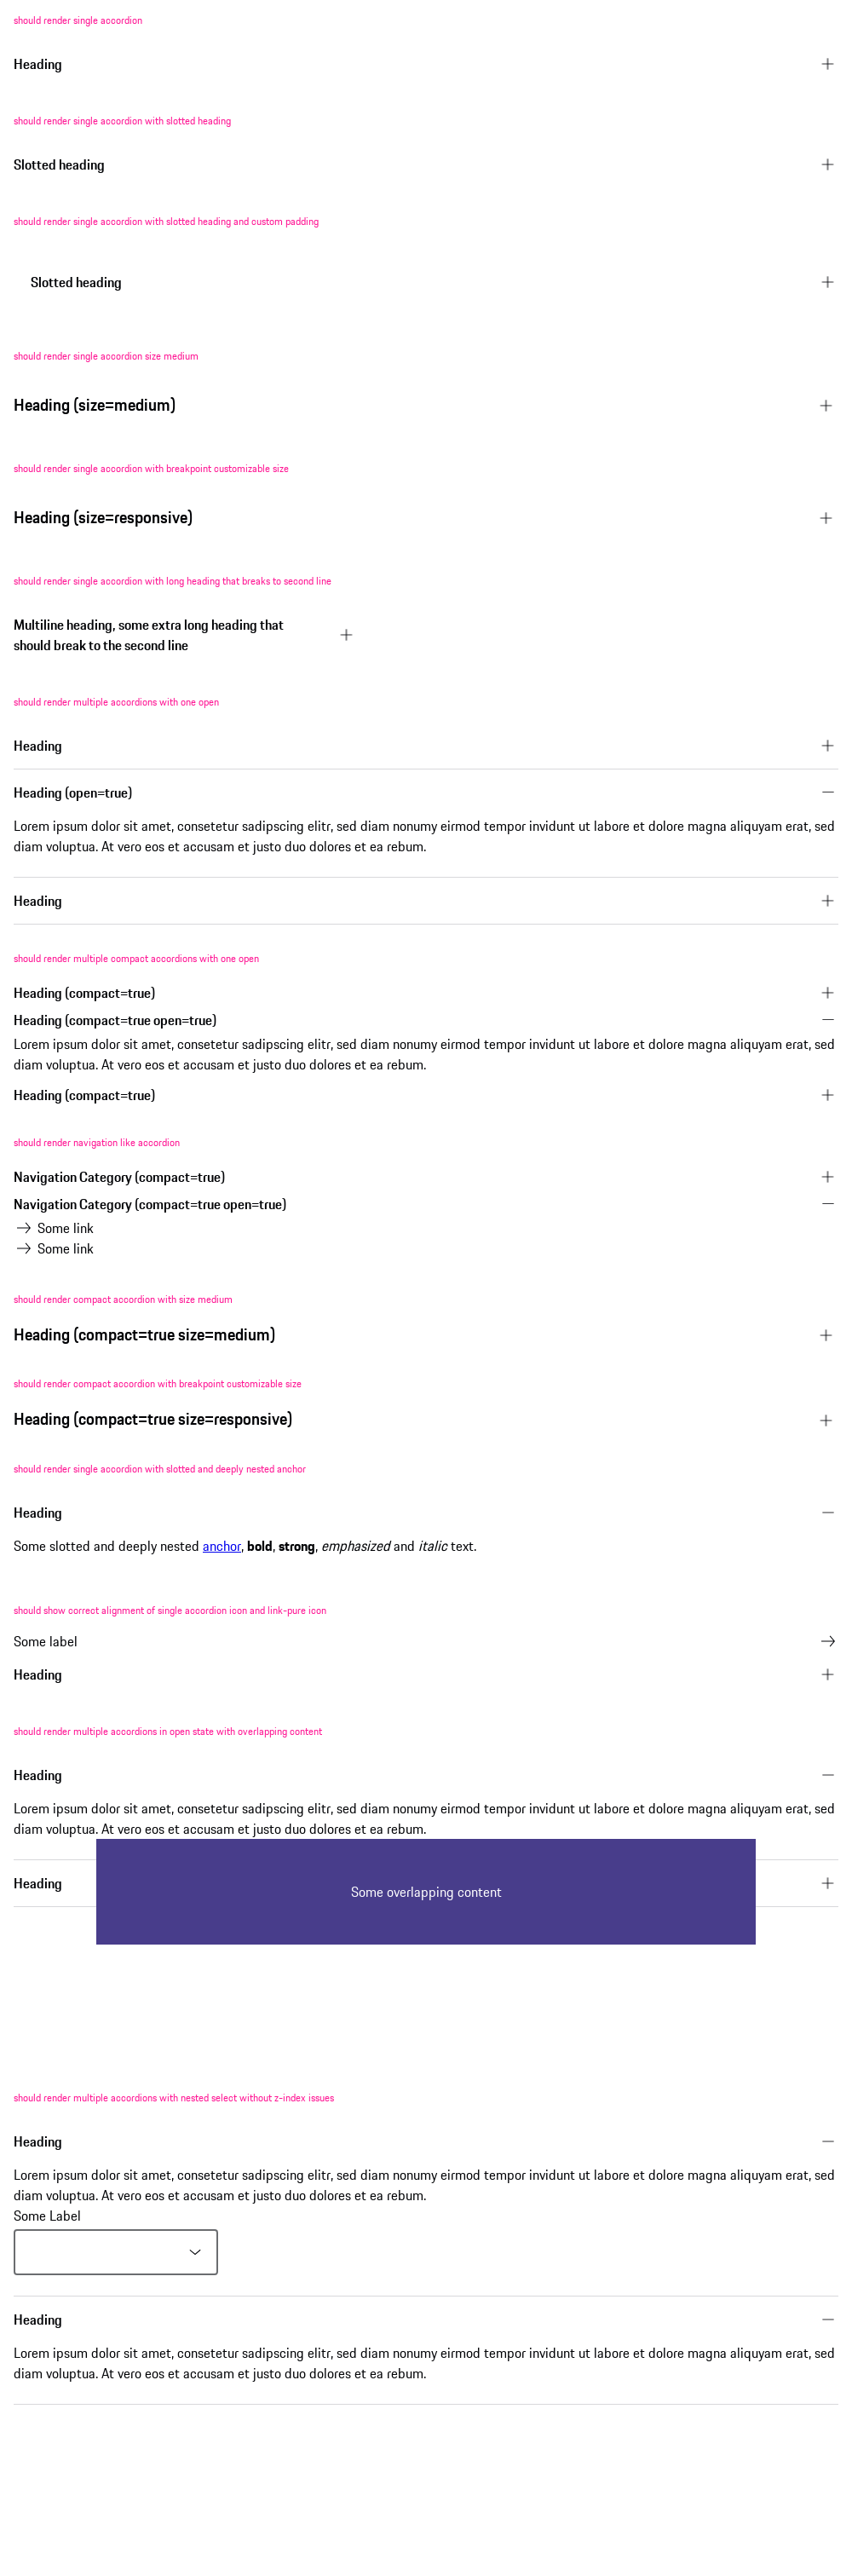 should render single accordion
Heading
should render single accordion with slotted heading
Slotted heading
should render single accordion with slotted heading and custom padding
Slotted heading
should render single accordion size medium
Heading (size=medium)
should render single accordion with breakpoint customizable size
Heading (size=responsive)
should render single accordion with long heading that breaks to second line
Multiline heading, some extra long heading that
should break to the second line
should render multiple accordions with one open
Heading
Heading (open=true)
Lorem ipsum dolor sit amet, consetetur sadipscing elitr, sed diam nonumy eirmod tempor invidunt ut labore et dolore magna aliquyam erat, sed
diam voluptua. At vero eos et accusam et justo duo dolores et ea rebum.
Heading
should render multiple compact accordions with one open
Heading (compact=true)
Heading (compact=true open=true)
Lorem ipsum dolor sit amet, consetetur sadipscing elitr, sed diam nonumy eirmod tempor invidunt ut labore et dolore magna aliquyam erat, sed
diam voluptua. At vero eos et accusam et justo duo dolores et ea rebum.
Heading (compact=true)
should render navigation like accordion
Navigation Category (compact=true)
Navigation Category (compact=true open=true)
Some link
Some link
should render compact accordion with size medium
Heading (compact=true size=medium)
should render compact accordion with breakpoint customizable size
Heading (compact=true size=responsive)
should render single accordion with slotted and deeply nested anchor
Heading
Some slotted and deeply nested anchor, bold, strong, emphasized and italic text.
should show correct alignment of single accordion icon and link-pure icon
Some label
Heading
should render multiple accordions in open state with overlapping content
Heading
Lorem ipsum dolor sit amet, consetetur sadipscing elitr, sed diam nonumy eirmod tempor invidunt ut labore et dolore magna aliquyam erat, sed
diam voluptua. At vero eos et accusam et justo duo dolores et ea rebum.
Heading
Some overlapping content
should render multiple accordions with nested select without z-index issues
Heading
Lorem ipsum dolor sit amet, consetetur sadipscing elitr, sed diam nonumy eirmod tempor invidunt ut labore et dolore magna aliquyam erat, sed
diam voluptua. At vero eos et accusam et justo duo dolores et ea rebum.
Some Label
Heading
Lorem ipsum dolor sit amet, consetetur sadipscing elitr, sed diam nonumy eirmod tempor invidunt ut labore et dolore magna aliquyam erat, sed
diam voluptua. At vero eos et accusam et justo duo dolores et ea rebum.